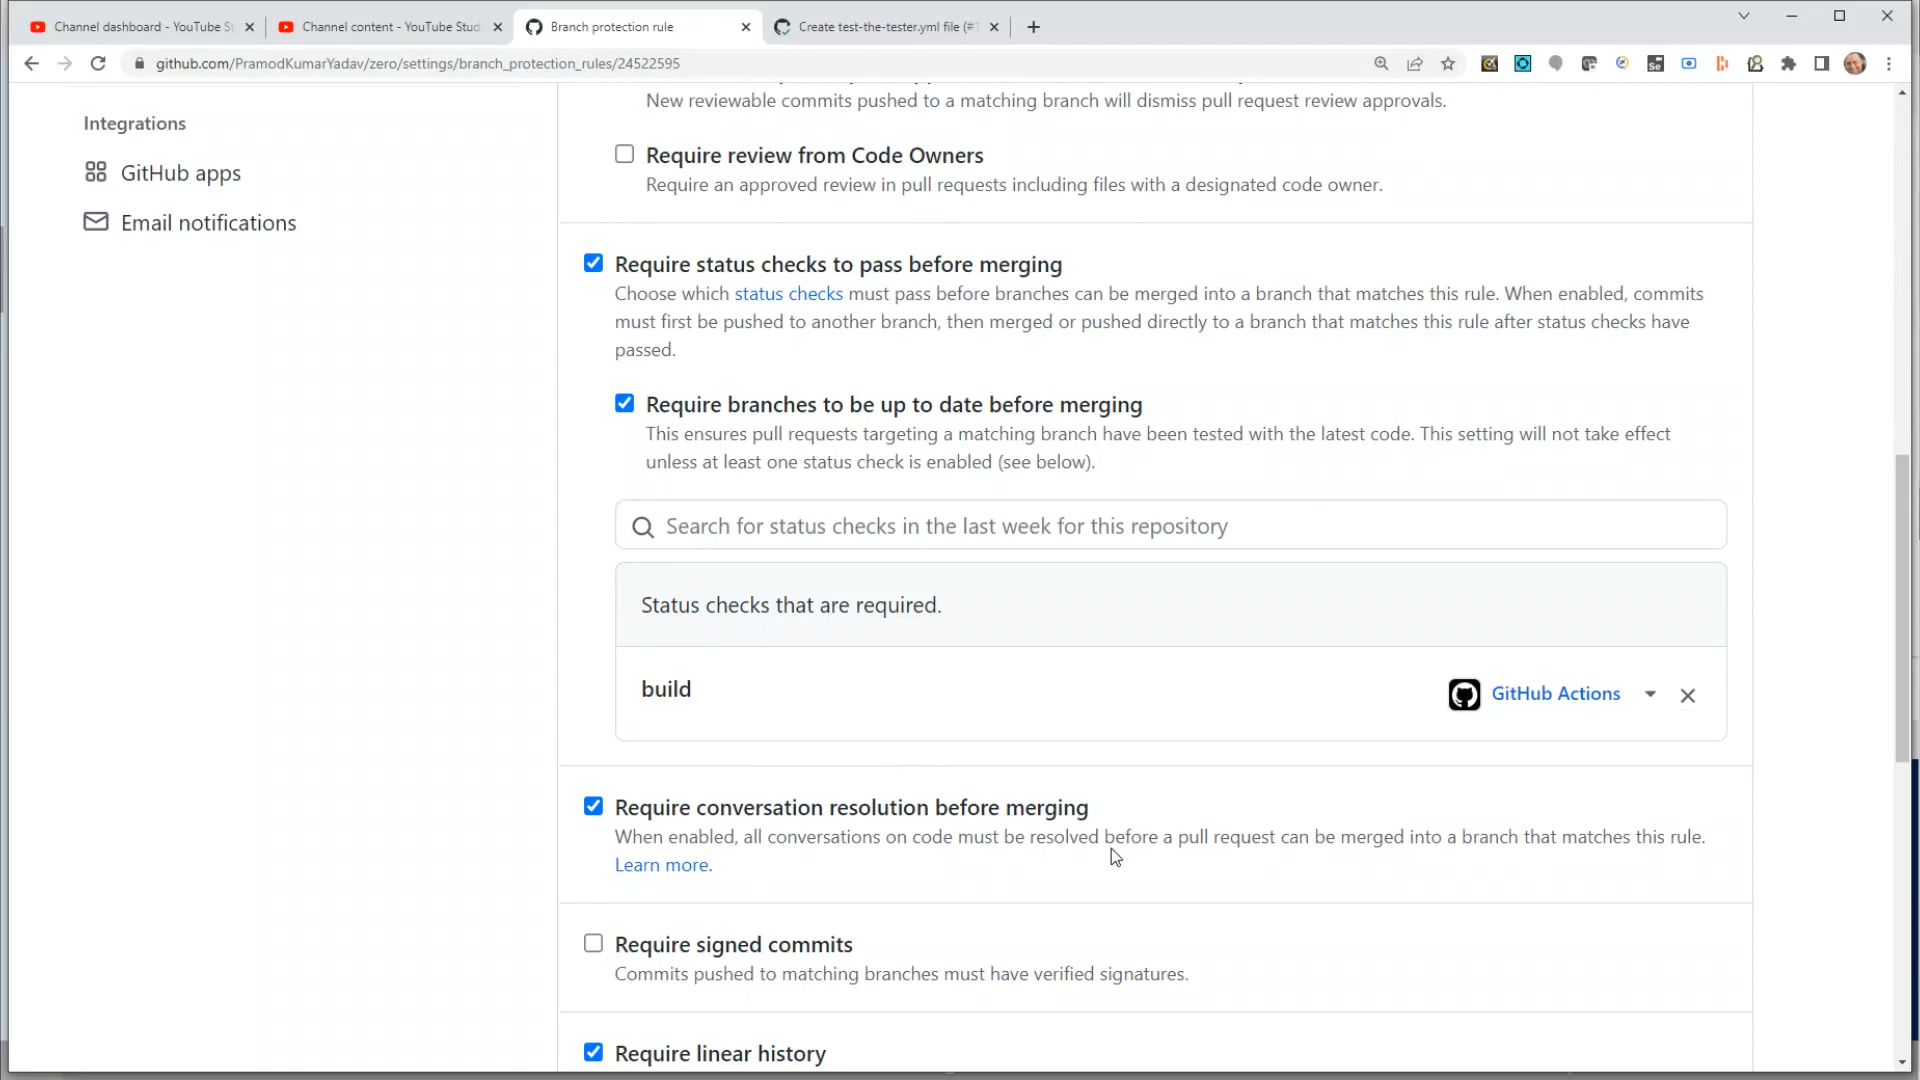 Channel dashboard - YouTube St
Channel content - YouTube Stud
Branch protection rule
Create test-the-tester.yml file (#
github.com/PramodKumarYadav/zero/settings/branch_protection_rules/24522595
Integrations
GitHub apps
Email notifications
New reviewable commits pushed to a matching branch will dismiss pull request review approvals.
Require review from Code Owners
Require an approved review in pull requests including files with a designated code owner.
Require status checks to pass before merging
Choose which status checks must pass before branches can be merged into a branch that matches this rule. When enabled, commits
must first be pushed to another branch, then merged or pushed directly to a branch that matches this rule after status checks have
passed.
Require branches to be up to date before merging
This ensures pull requests targeting a matching branch have been tested with the latest code. This setting will not take effect
unless at least one status check is enabled (see below).
Search for status checks in the last week for this repository
Status checks that are required.
build
GitHub Actions
Require conversation resolution before merging
When enabled, all conversations on code must be resolved before a pull request can be merged into a branch that matches this rule.
Learn more.
Require signed commits
Commits pushed to matching branches must have verified signatures.
Require linear history